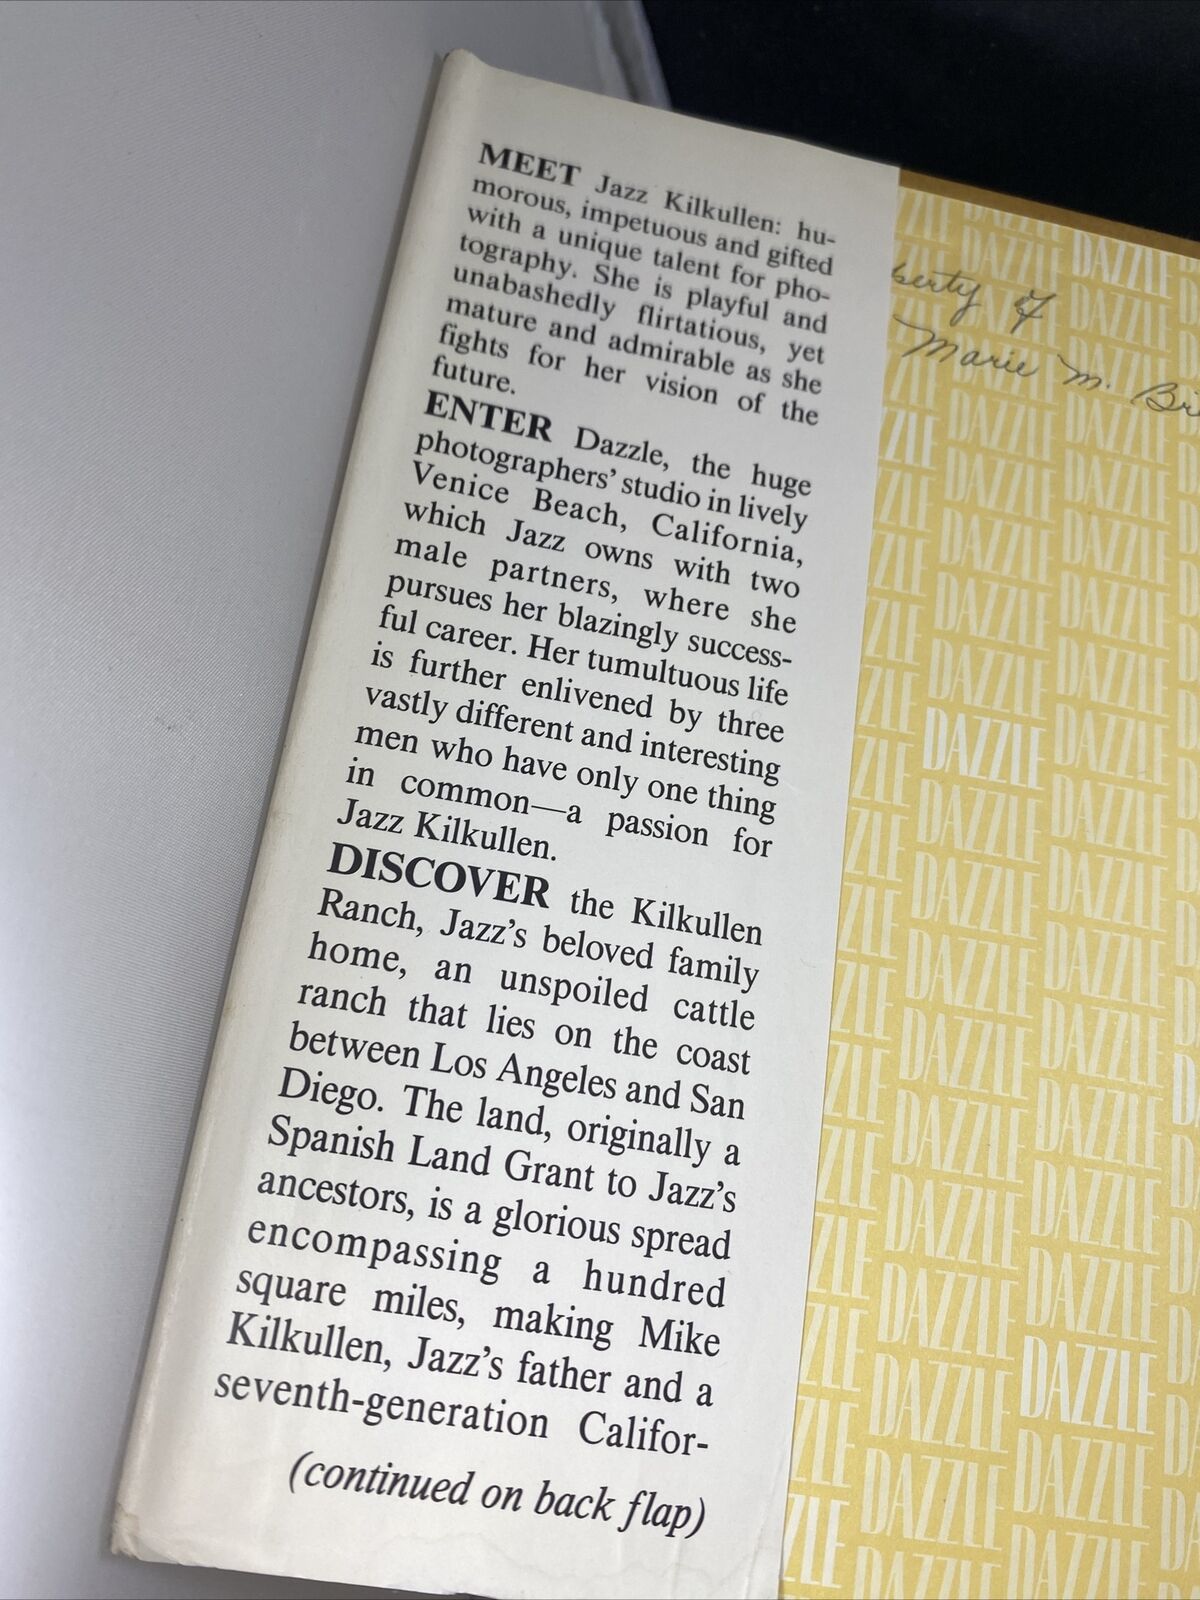 MEET Jazz Kilkullen: hu-
morous, impetuous and gifted
with a unique talent for pho-
tography. She is playful and
unabashedly flirtatious, yet
mature and admirable as she
fights for her vision of the
future.
ENTER Dazzle, the huge
photographers' studio in lively
Venice Beach, California,
which Jazz owns with two
male partners, where she
pursues her blazingly success-
ful career. Her tumultuous life
is further enlivened by three
vastly different and interesting
men who have only one thing
in common—a passion for
Jazz Kilkullen.
DISCOVER the Kilkullen
Ranch, Jazz's beloved family
home, an unspoiled cattle
ranch that lies on the coast
between Los Angeles and San
Diego. The land, originally a
Spanish Land Grant to Jazz's
ancestors, is a glorious spread
encompassing a hundred
square miles, making Mike
Kilkullen, Jazz's father and a
seventh-generation Califor-
(continued on back flap)
of
Marie M.
DAZZLE